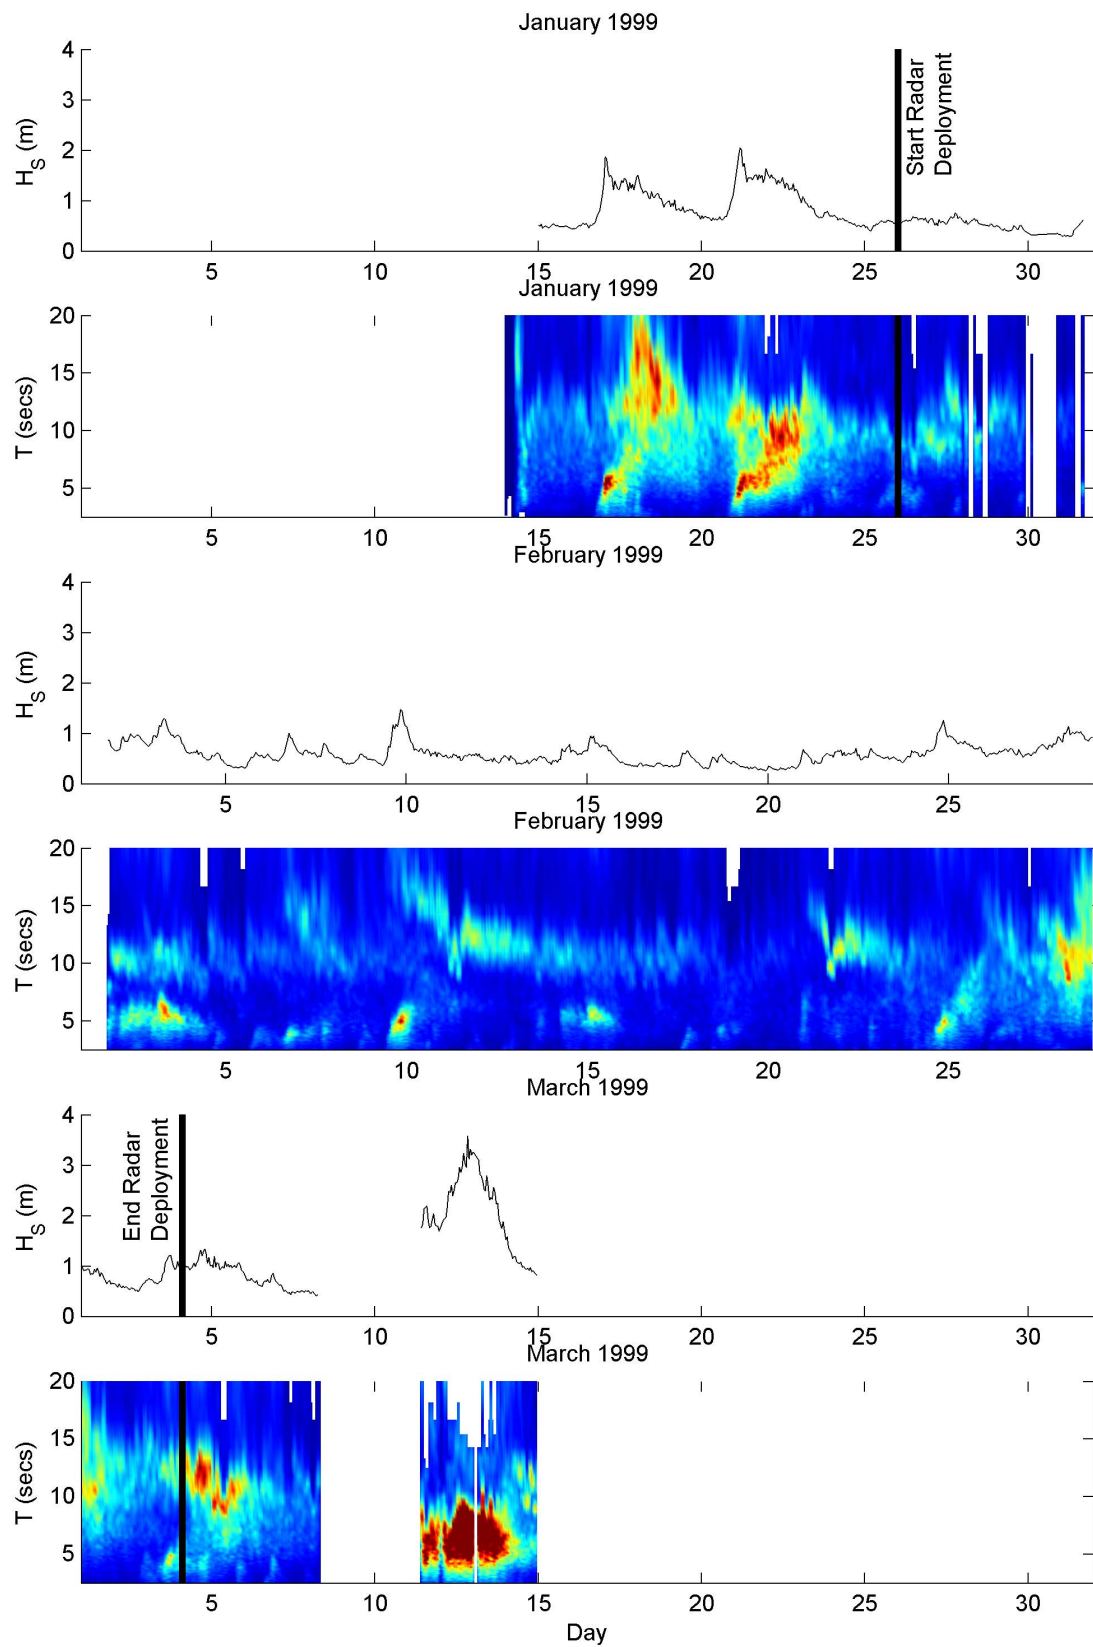 January 1999
4
3
2
1
0
H_S (m)
Start Radar
Deployment
5 10 15 20 25 30
January 1999
20
15
10
5
T (secs)
5 10 15 20 25 30
February 1999
4
3
2
1
0
H_S (m)
5 10 15 20 25
February 1999
20
15
10
5
T (secs)
5 10 15 20 25
March 1999
4
3
2
1
0
H_S (m)
End Radar
Deployment
5 10 15 20 25 30
March 1999
20
15
10
5
T (secs)
5 10 15 20 25 30
Day